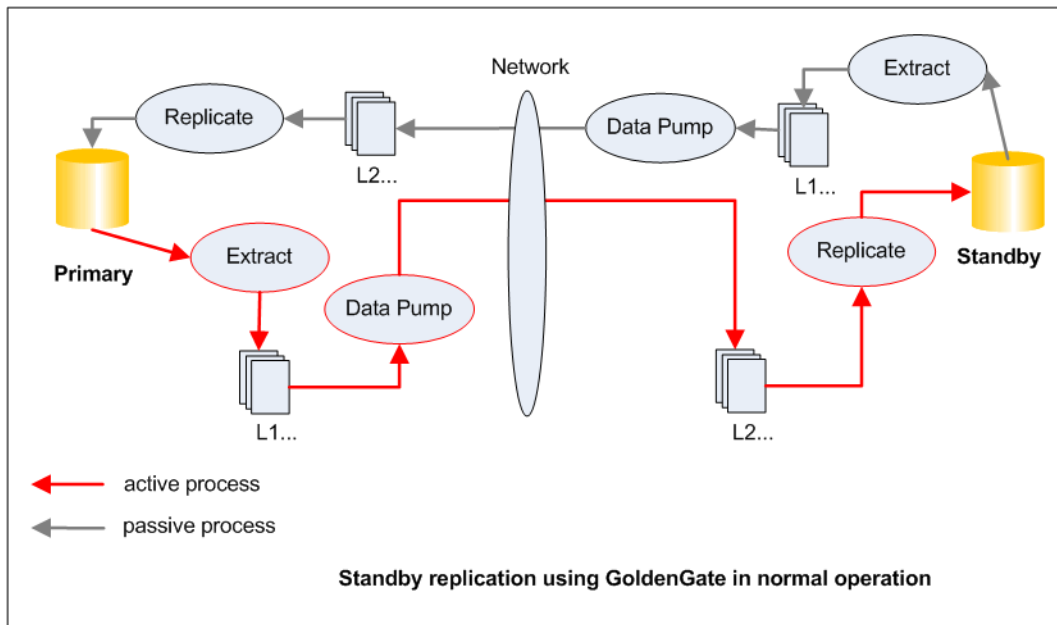 Network
Extract
Replicate
Data Pump
L2...
L1...
Primary
Extract
Replicate
Standby
Data Pump
L1...
L2...
active process
passive process
Standby replication using GoldenGate in normal operation